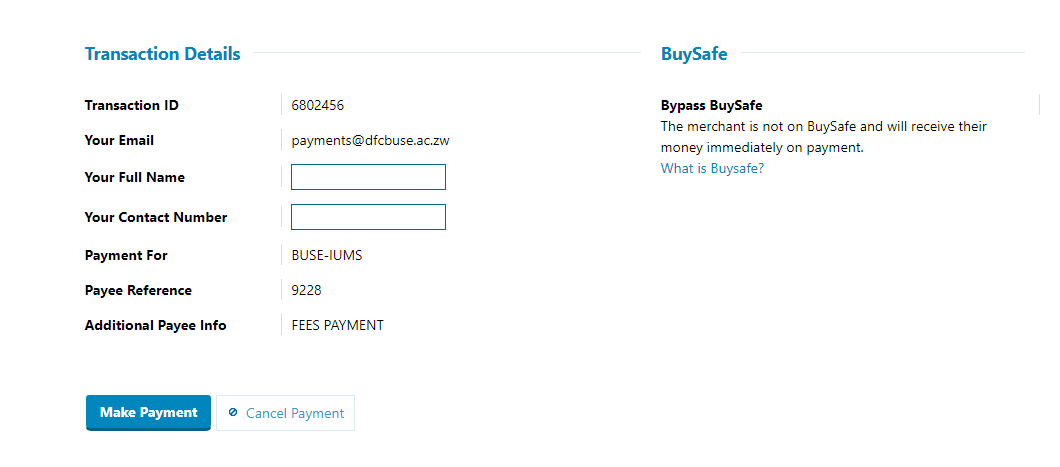 Transaction Details
Transaction ID 6802456
Your Email payments@dfcbuse.ac.zw
Your Full Name
Your Contact Number
Payment For BUSE-IUMS
Payee Reference 9228
Additional Payee Info FEES PAYMENT
Make Payment Cancel Payment
BuySafe
Bypass BuySafe
The merchant is not on BuySafe and will receive their
money immediately on payment.
What is Buysafe?